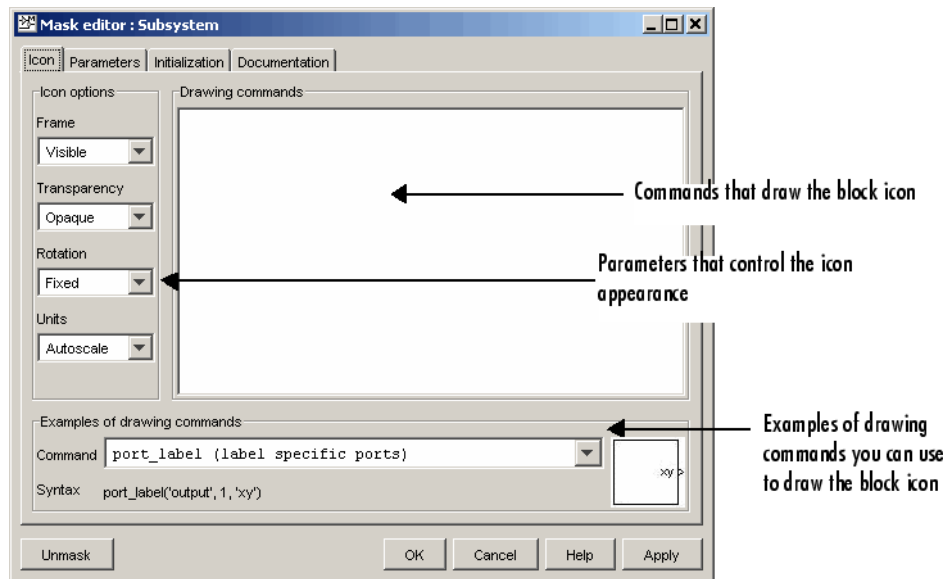 Mask editor : Subsystem
Icon Parameters Initialization Documentation
Icon options
Drawing commands
Frame
Visible
Transparency
Opaque
Rotation
Fixed
Units
Autoscale
Commands that draw the block icon
Parameters that control the icon
appearance
Examples of drawing commands
Command port_label (label specific ports)
Syntax port_label('output', 1, 'xy')
xy
Examples of drawing
commands you can use
to draw the block icon
Unmask OK Cancel Help Apply